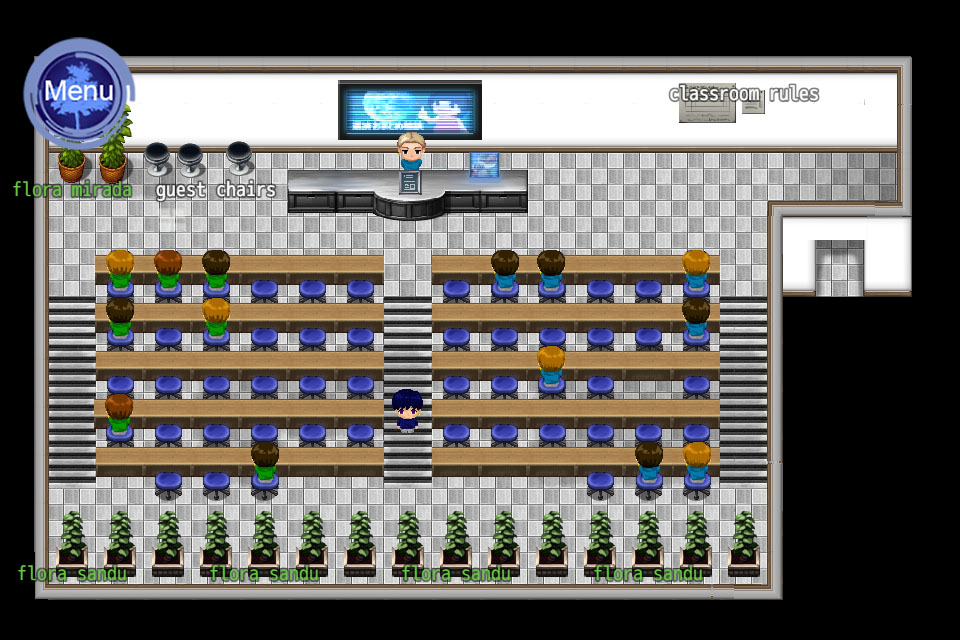 Menu
classroom rules
flora mirada
guest chairs
flora sandu
flora sandu
flora sandu
flora sandu